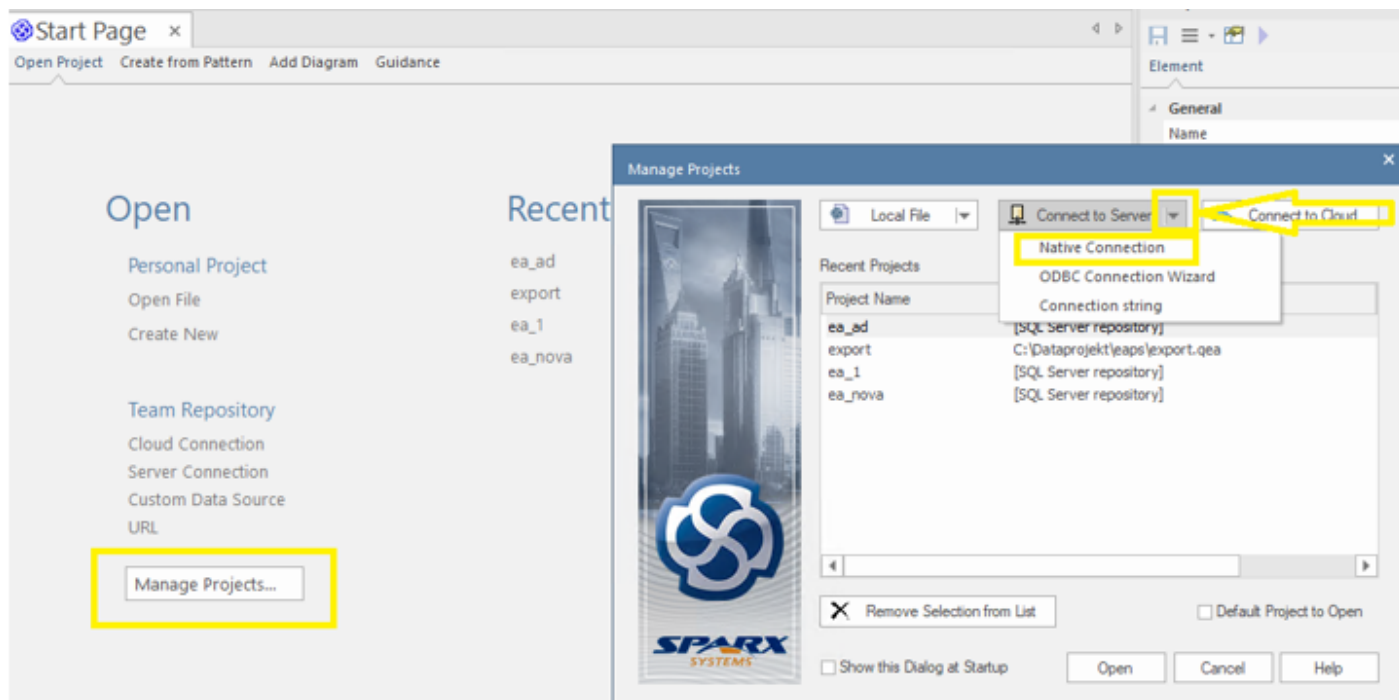 Start Page
Open Project Create from Pattern Add Diagram Guidance
Element
General
Name
Open
Personal Project
Open File
Create New
Team Repository
Cloud Connection
Server Connection
Custom Data Source
URL
Manage Projects...
Recent
ea_ad
export
ea_1
ea_nova
Manage Projects
Local File Connect to Server Connect to Cloud
Native Connection
ODBC Connection Wizard
Connection string
Recent Projects
Project Name
ea_ad [SQL Server repository]
export C:\Dataprojekt\eaps\export.qea
ea_1 [SQL Server repository]
ea_nova [SQL Server repository]
Remove Selection from List Default Project to Open
SPARX
SYSTEMS
Show this Dialog at Startup Open Cancel Help